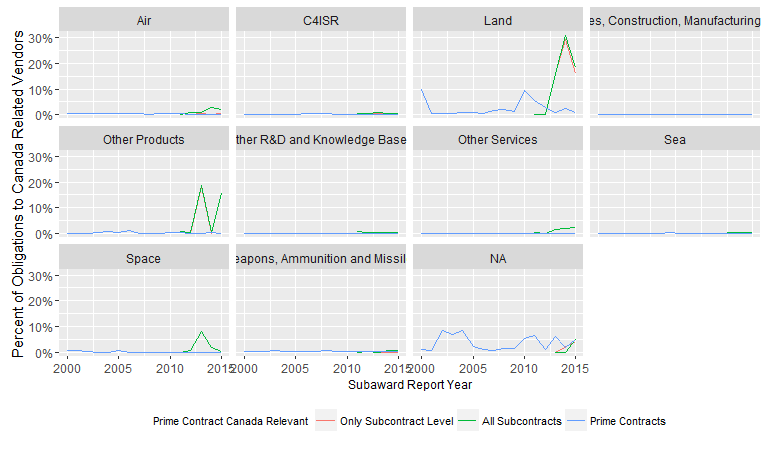 Air
C4ISR
Land
es, Construction, Manufacturing
Other Products
ther R&D and Knowledge Base
Other Services
Sea
Space
eapons, Ammunition and Missil
NA
Percent of Obligations to Canada Related Vendors
30%
20%
10%
0%
30%
20%
10%
0%
30%
20%
10%
0%
2000 2005 2010 2015
2000 2005 2010 2015
2000 2005 2010 2015
Subaward Report Year
Prime Contract Canada Relevant Only Subcontract Level All Subcontracts Prime Contracts